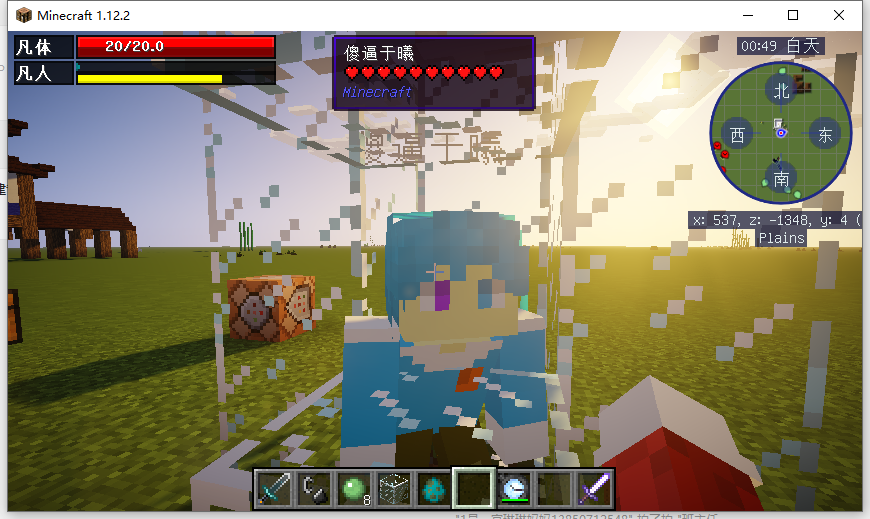 Minecraft 1.12.2
凡体 20/20.0
凡人
傻逼于曦
Minecraft
傻逼于曦
00:49 白天
北
西
东
南
x: 537, z: -1348, y: 4 (
Plains
8